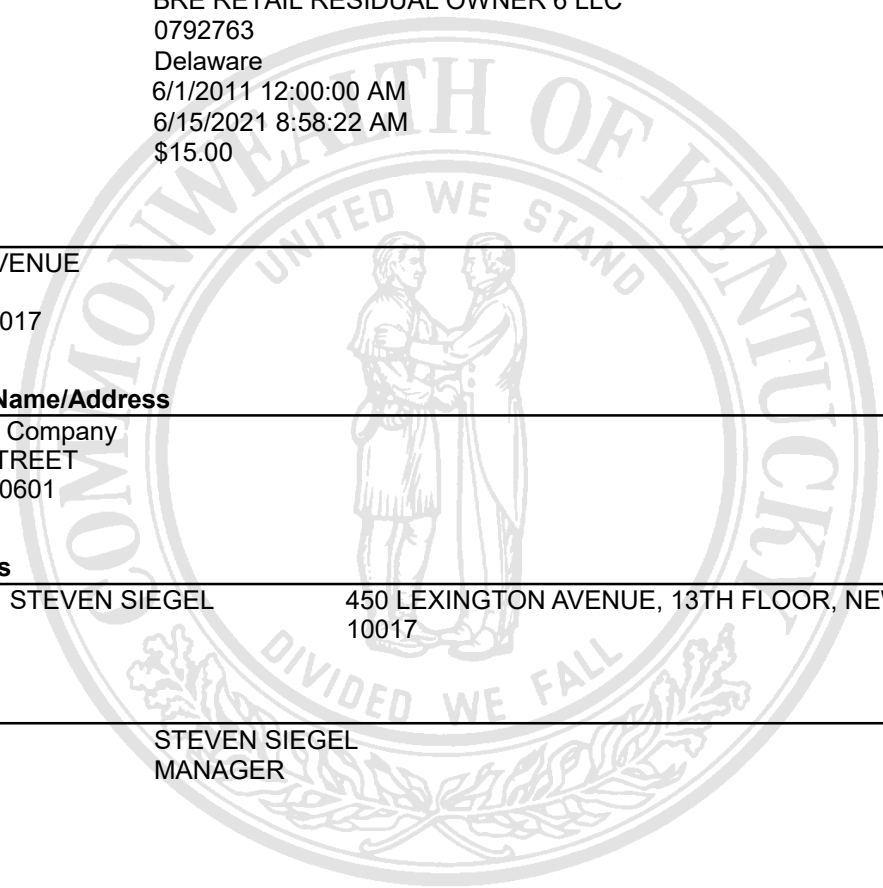 BRE RETAIL RESIDUAL OWNER 6 LLC
0792763
Delaware
6/1/2011 12:00:00 AM
6/15/2021 8:58:22 AM
$15.00
COMMONWEALTH OF KENTUCKY
UNITED WE STAND
VENUE
017
Name/Address
Company
TREET
0601
s
STEVEN SIEGEL 450 LEXINGTON AVENUE, 13TH FLOOR, NE
10017
DIVIDED WE FALL
STEVEN SIEGEL
MANAGER